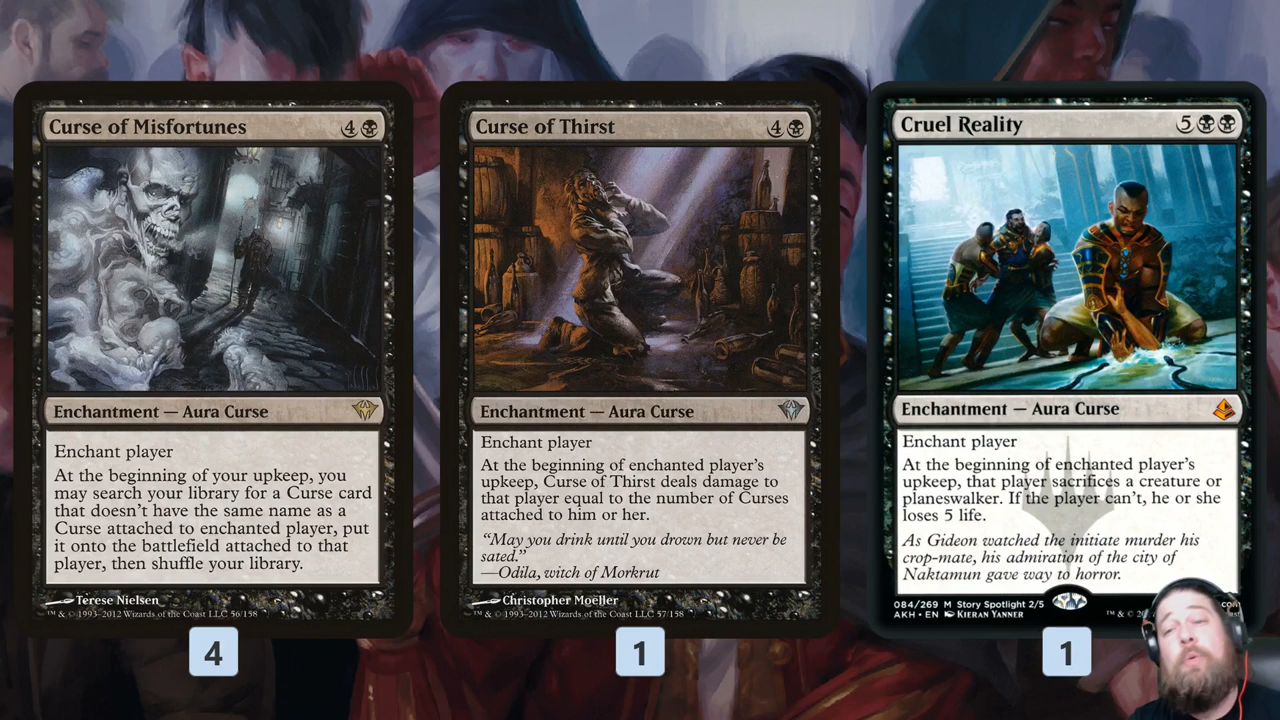 Curse of Misfortunes 4
Enchantment — Aura Curse
Enchant player
At the beginning of your upkeep, you
may search your library for a Curse card
that doesn't have the same name as a
Curse attached to enchanted player, put
it onto the battlefield attached to that
player, then shuffle your library.
Terese Nielsen
™ & © 1993–2012 Wizards of the Coast LLC 56/158
4
Curse of Thirst 4
Enchantment — Aura Curse
Enchant player
At the beginning of enchanted player's
upkeep, Curse of Thirst deals damage to
that player equal to the number of Curses
attached to him or her.
“May you drink until you drown but never be
sated.”
—Odila, witch of Morkrut
Christopher Moeller
™ & © 1993–2012 Wizards of the Coast LLC 57/158
1
Cruel Reality 5
Enchantment — Aura Curse
Enchant player
At the beginning of enchanted player's
upkeep, that player sacrifices a creature or
planeswalker. If the player can't, he or she
loses 5 life.
As Gideon watched the initiate murder his
crop-mate, his admiration of the city of
Naktamun gave way to horror.
084/269 M Story Spotlight 2/5
AKH • EN Kieran Yanner
™ & © 20
1